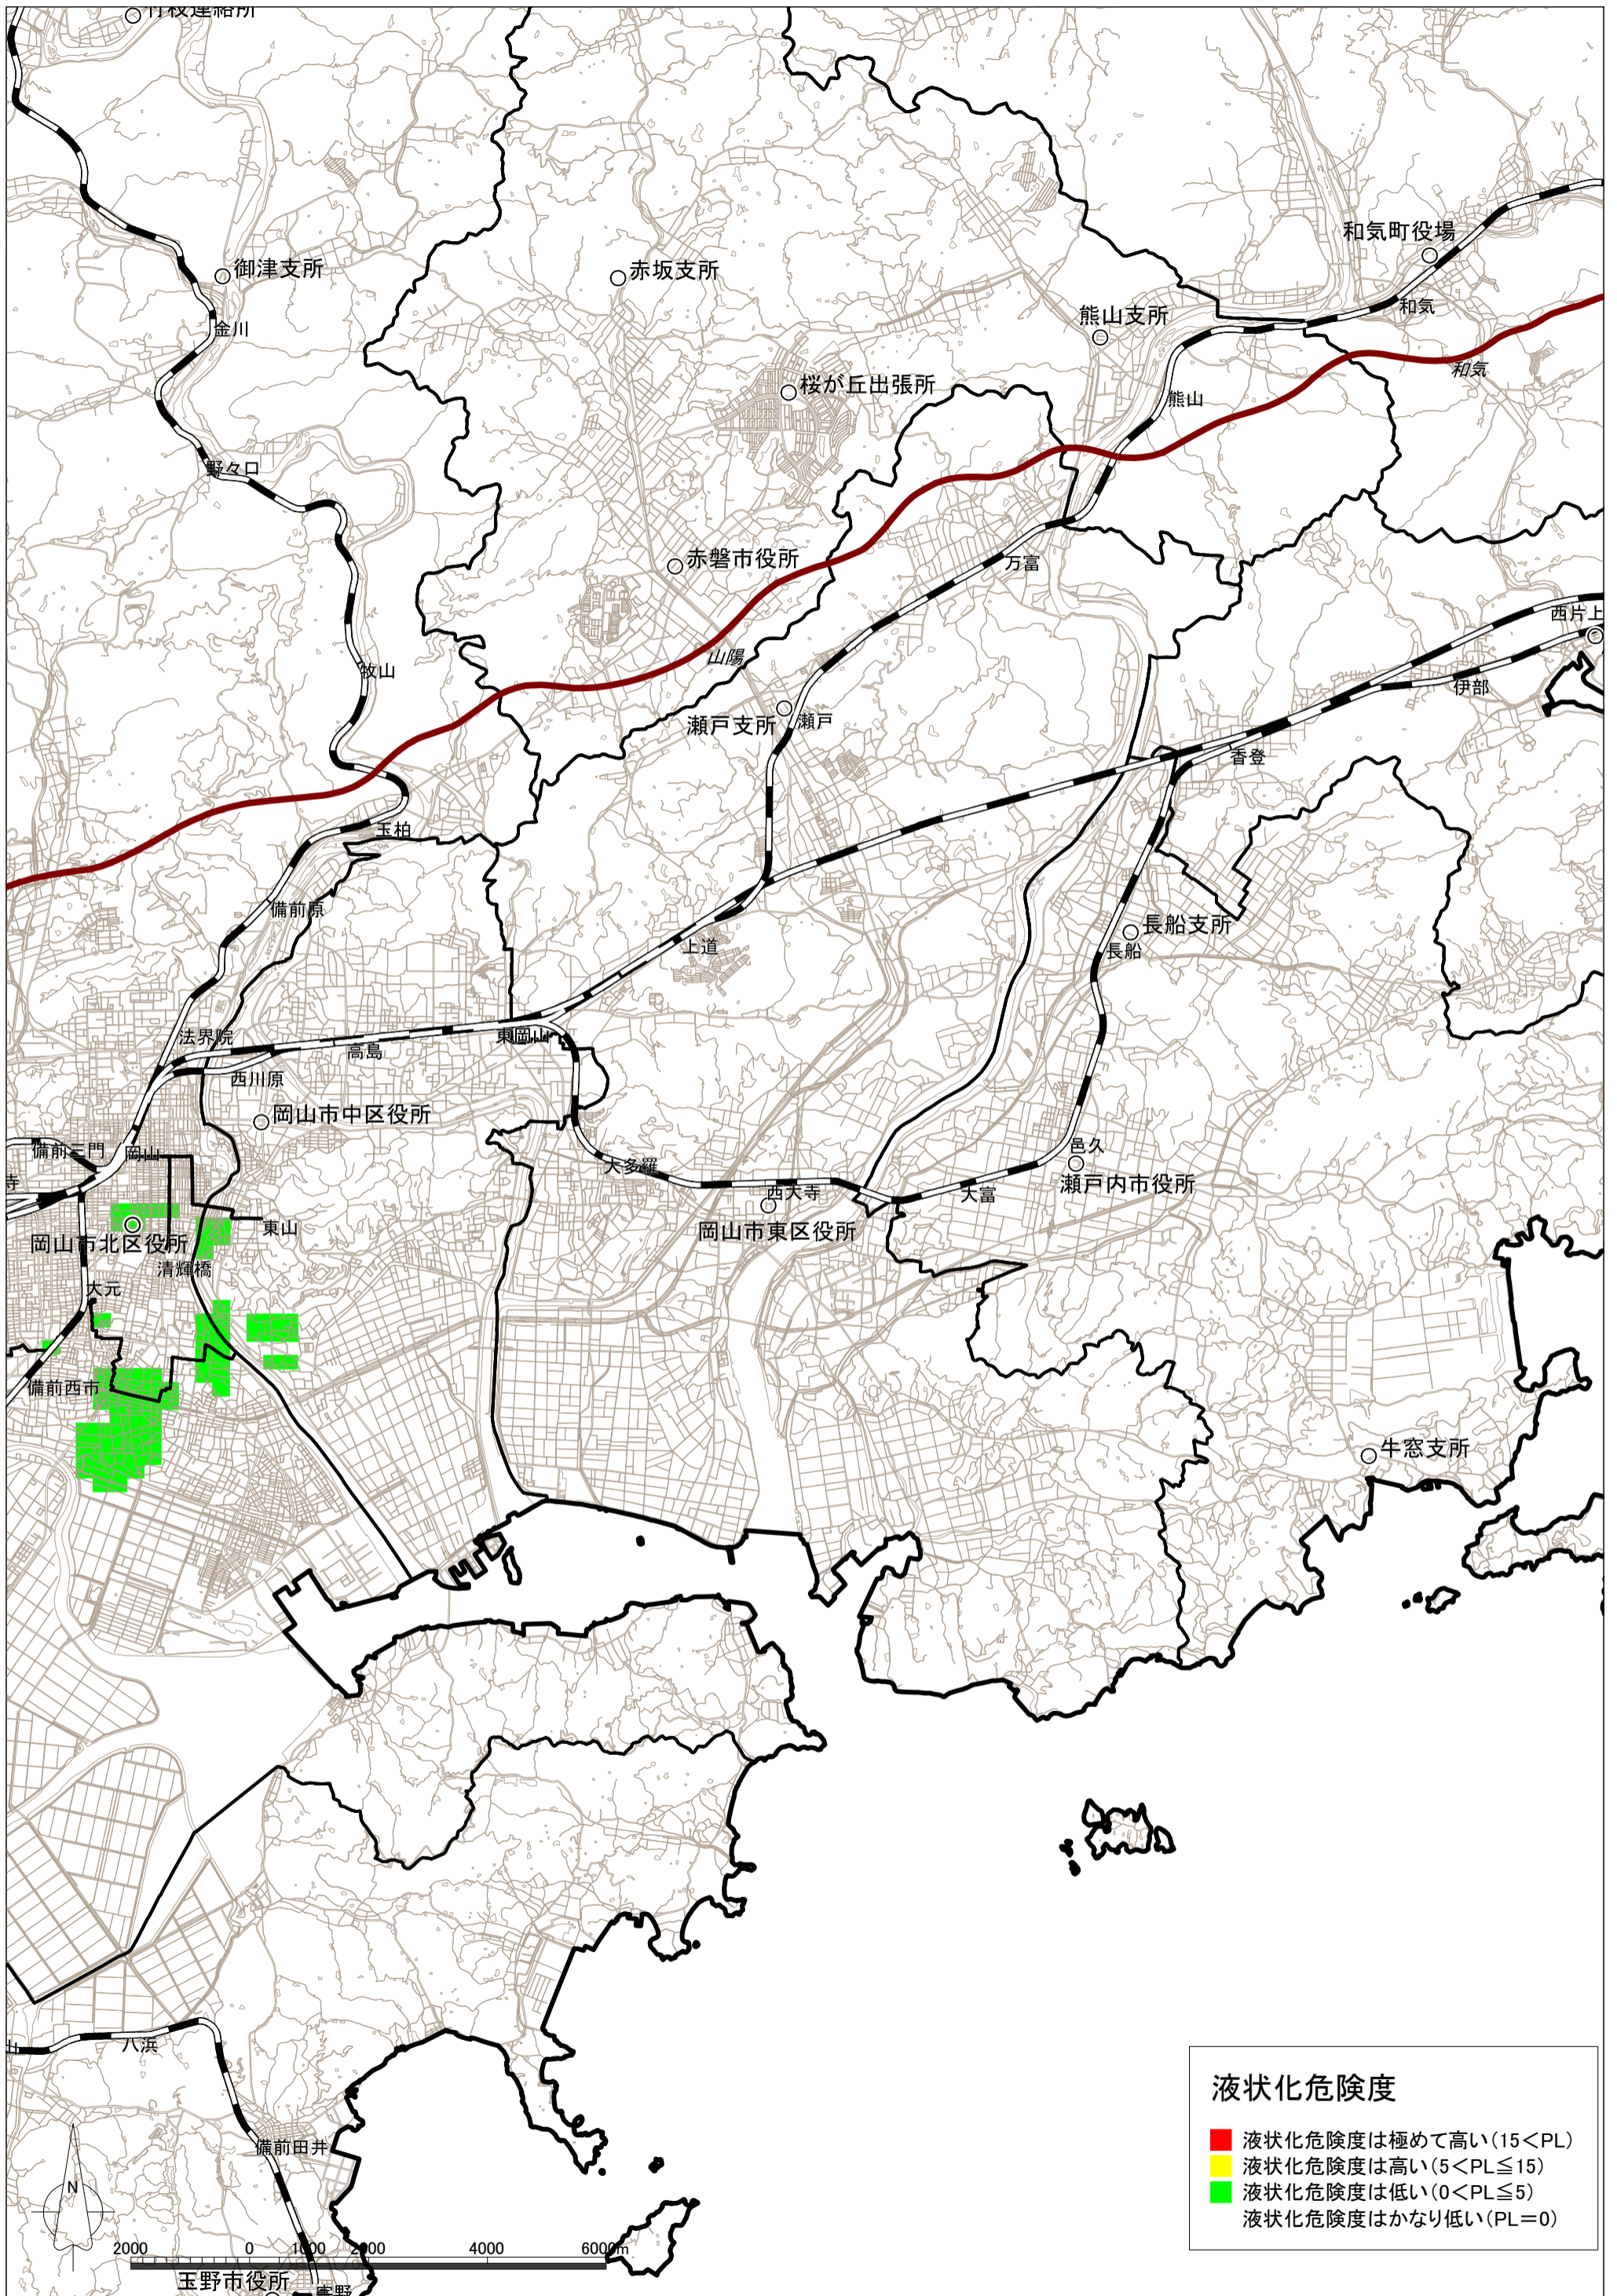 竹枝連絡所
和気町役場
御津支所
赤坂支所
和気
熊山支所
金川
和気
桜が丘出張所
熊山
野々口
赤磐市役所
万富
西片上
山陽
牧山
伊部
瀬戸支所
瀬戸
香登
玉柏
備前原
長船支所
上道
長船
法界院
東岡山
高島
西川原
岡山市中区役所
備前三門
岡山
邑久
大多羅
瀬戸内市役所
寺
西大寺
大富
東山
岡山市東区役所
岡山市北区役所
清輝橋
大元
備前西市
牛窓支所
八浜
山
備前田井
N
2000 0 1000 2000 4000 6000m
玉野市役所
宇野
液状化危険度
液状化危険度は極めて高い(15<PL)
液状化危険度は高い(5<PL≦15)
液状化危険度は低い(0<PL≦5)
液状化危険度はかなり低い(PL=0)